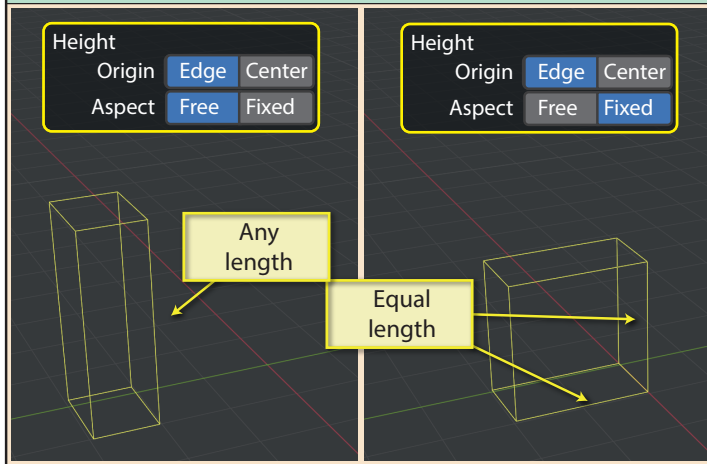 Height
Origin Edge Center
Aspect Free Fixed
Any
length
Height
Origin Edge Center
Aspect Free Fixed
Equal
length